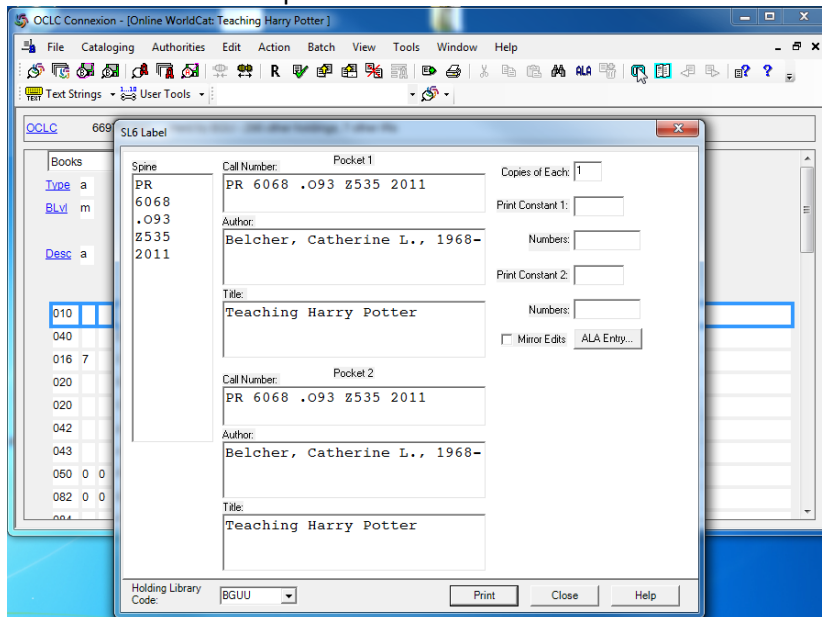 OCLC Connexion - [Online WorldCat: Teaching Harry Potter ]
File Cataloging Authorities Edit Action Batch View Tools Window Help
R ALA
TEXT Text Strings User Tools
OCLC 669
SL6 Label
Books
Type a
BLvl m
Desc a
010
040
016 7
020
020
042
043
050 0 0
082 0 0
Spine
PR
6068
.O93
Z535
2011
Call Number: Pocket 1
PR 6068 .O93 Z535 2011
Author:
Belcher, Catherine L., 1968-
Title:
Teaching Harry Potter
Call Number: Pocket 2
PR 6068 .O93 Z535 2011
Author:
Belcher, Catherine L., 1968-
Title:
Teaching Harry Potter
Copies of Each: 1
Print Constant 1:
Numbers:
Print Constant 2:
Numbers:
Mirror Edits ALA Entry...
Holding Library
Code: BGUU Print Close Help